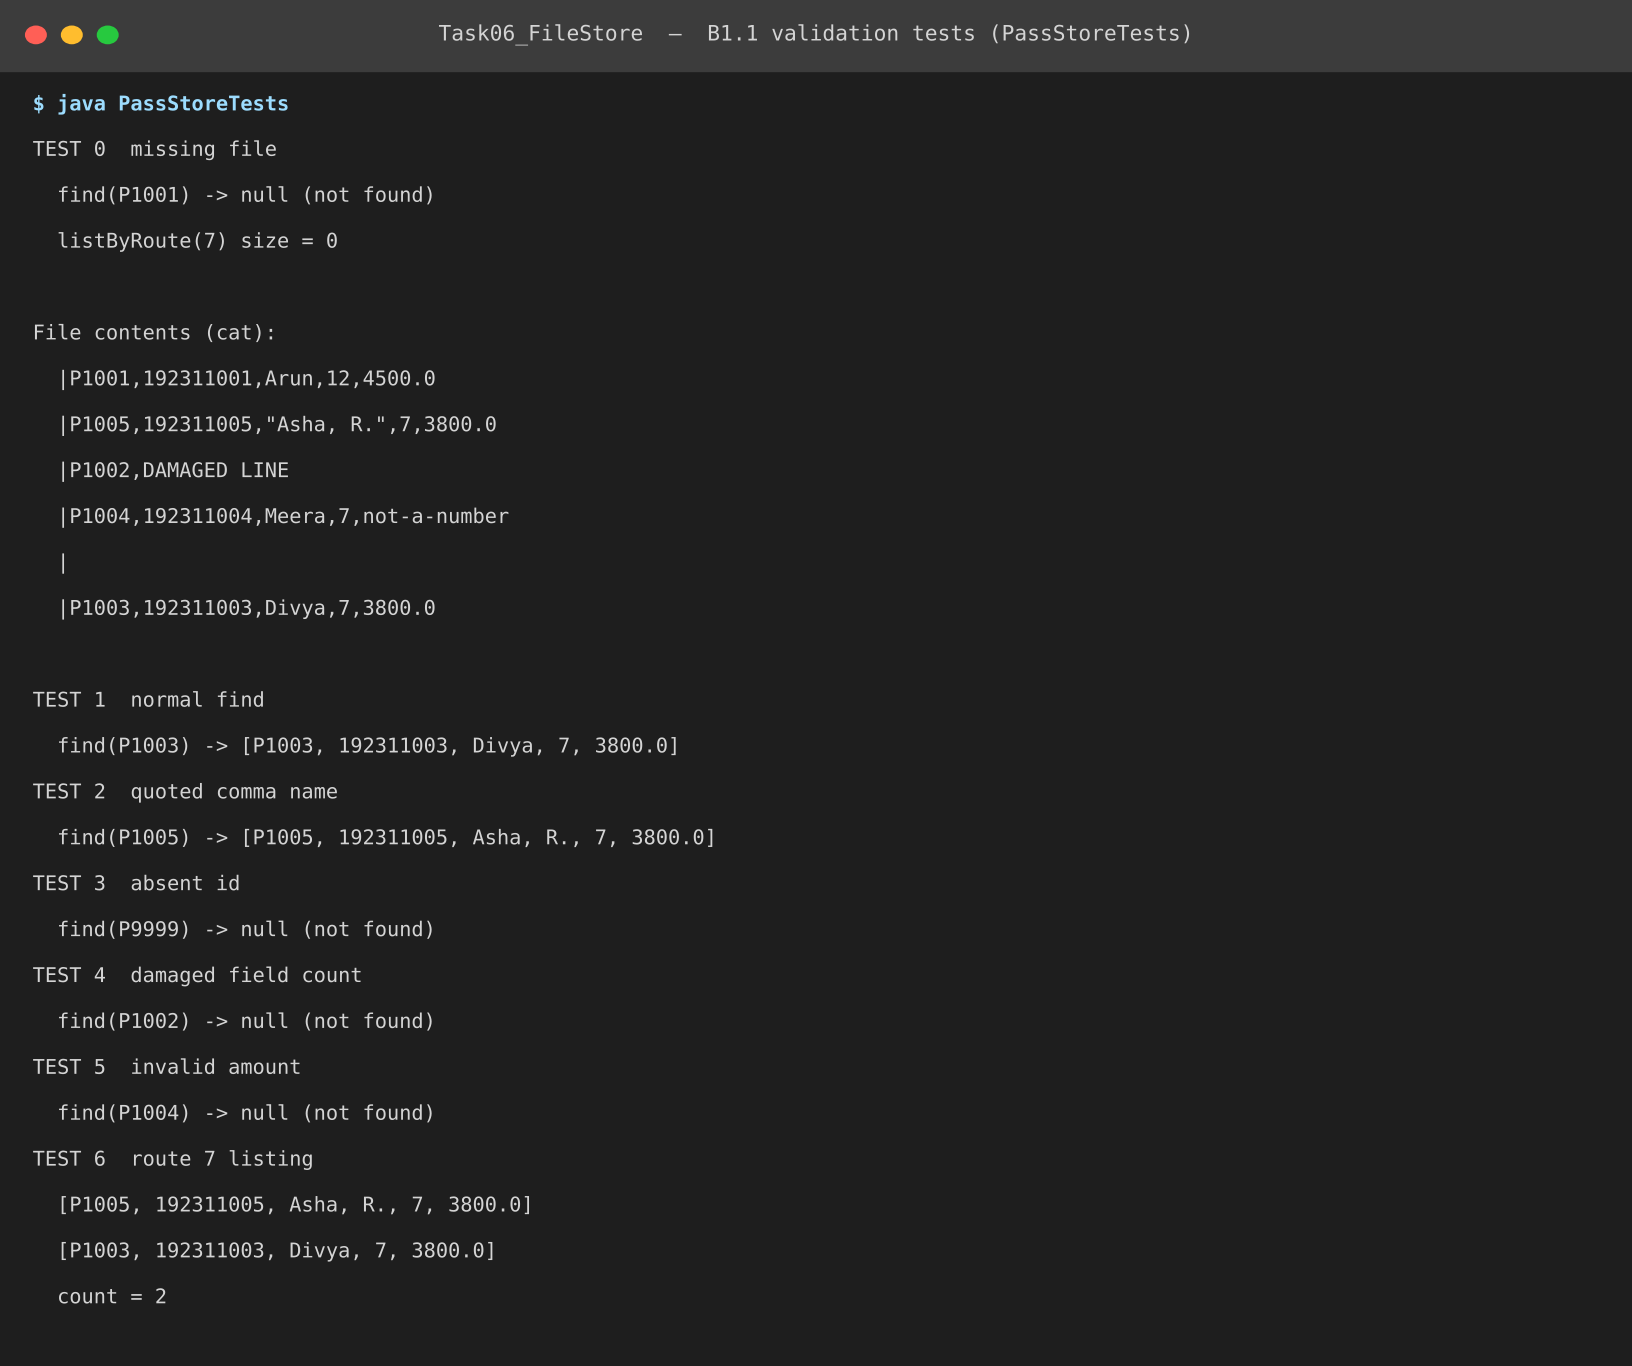 Task06_FileStore — B1.1 validation tests (PassStoreTests)
$ java PassStoreTests
TEST 0  missing file
  find(P1001) -> null (not found)
  listByRoute(7) size = 0
File contents (cat):
  |P1001,192311001,Arun,12,4500.0
  |P1005,192311005,"Asha, R.",7,3800.0
  |P1002,DAMAGED LINE
  |P1004,192311004,Meera,7,not-a-number
  |
  |P1003,192311003,Divya,7,3800.0
TEST 1  normal find
  find(P1003) -> [P1003, 192311003, Divya, 7, 3800.0]
TEST 2  quoted comma name
  find(P1005) -> [P1005, 192311005, Asha, R., 7, 3800.0]
TEST 3  absent id
  find(P9999) -> null (not found)
TEST 4  damaged field count
  find(P1002) -> null (not found)
TEST 5  invalid amount
  find(P1004) -> null (not found)
TEST 6  route 7 listing
  [P1005, 192311005, Asha, R., 7, 3800.0]
  [P1003, 192311003, Divya, 7, 3800.0]
  count = 2